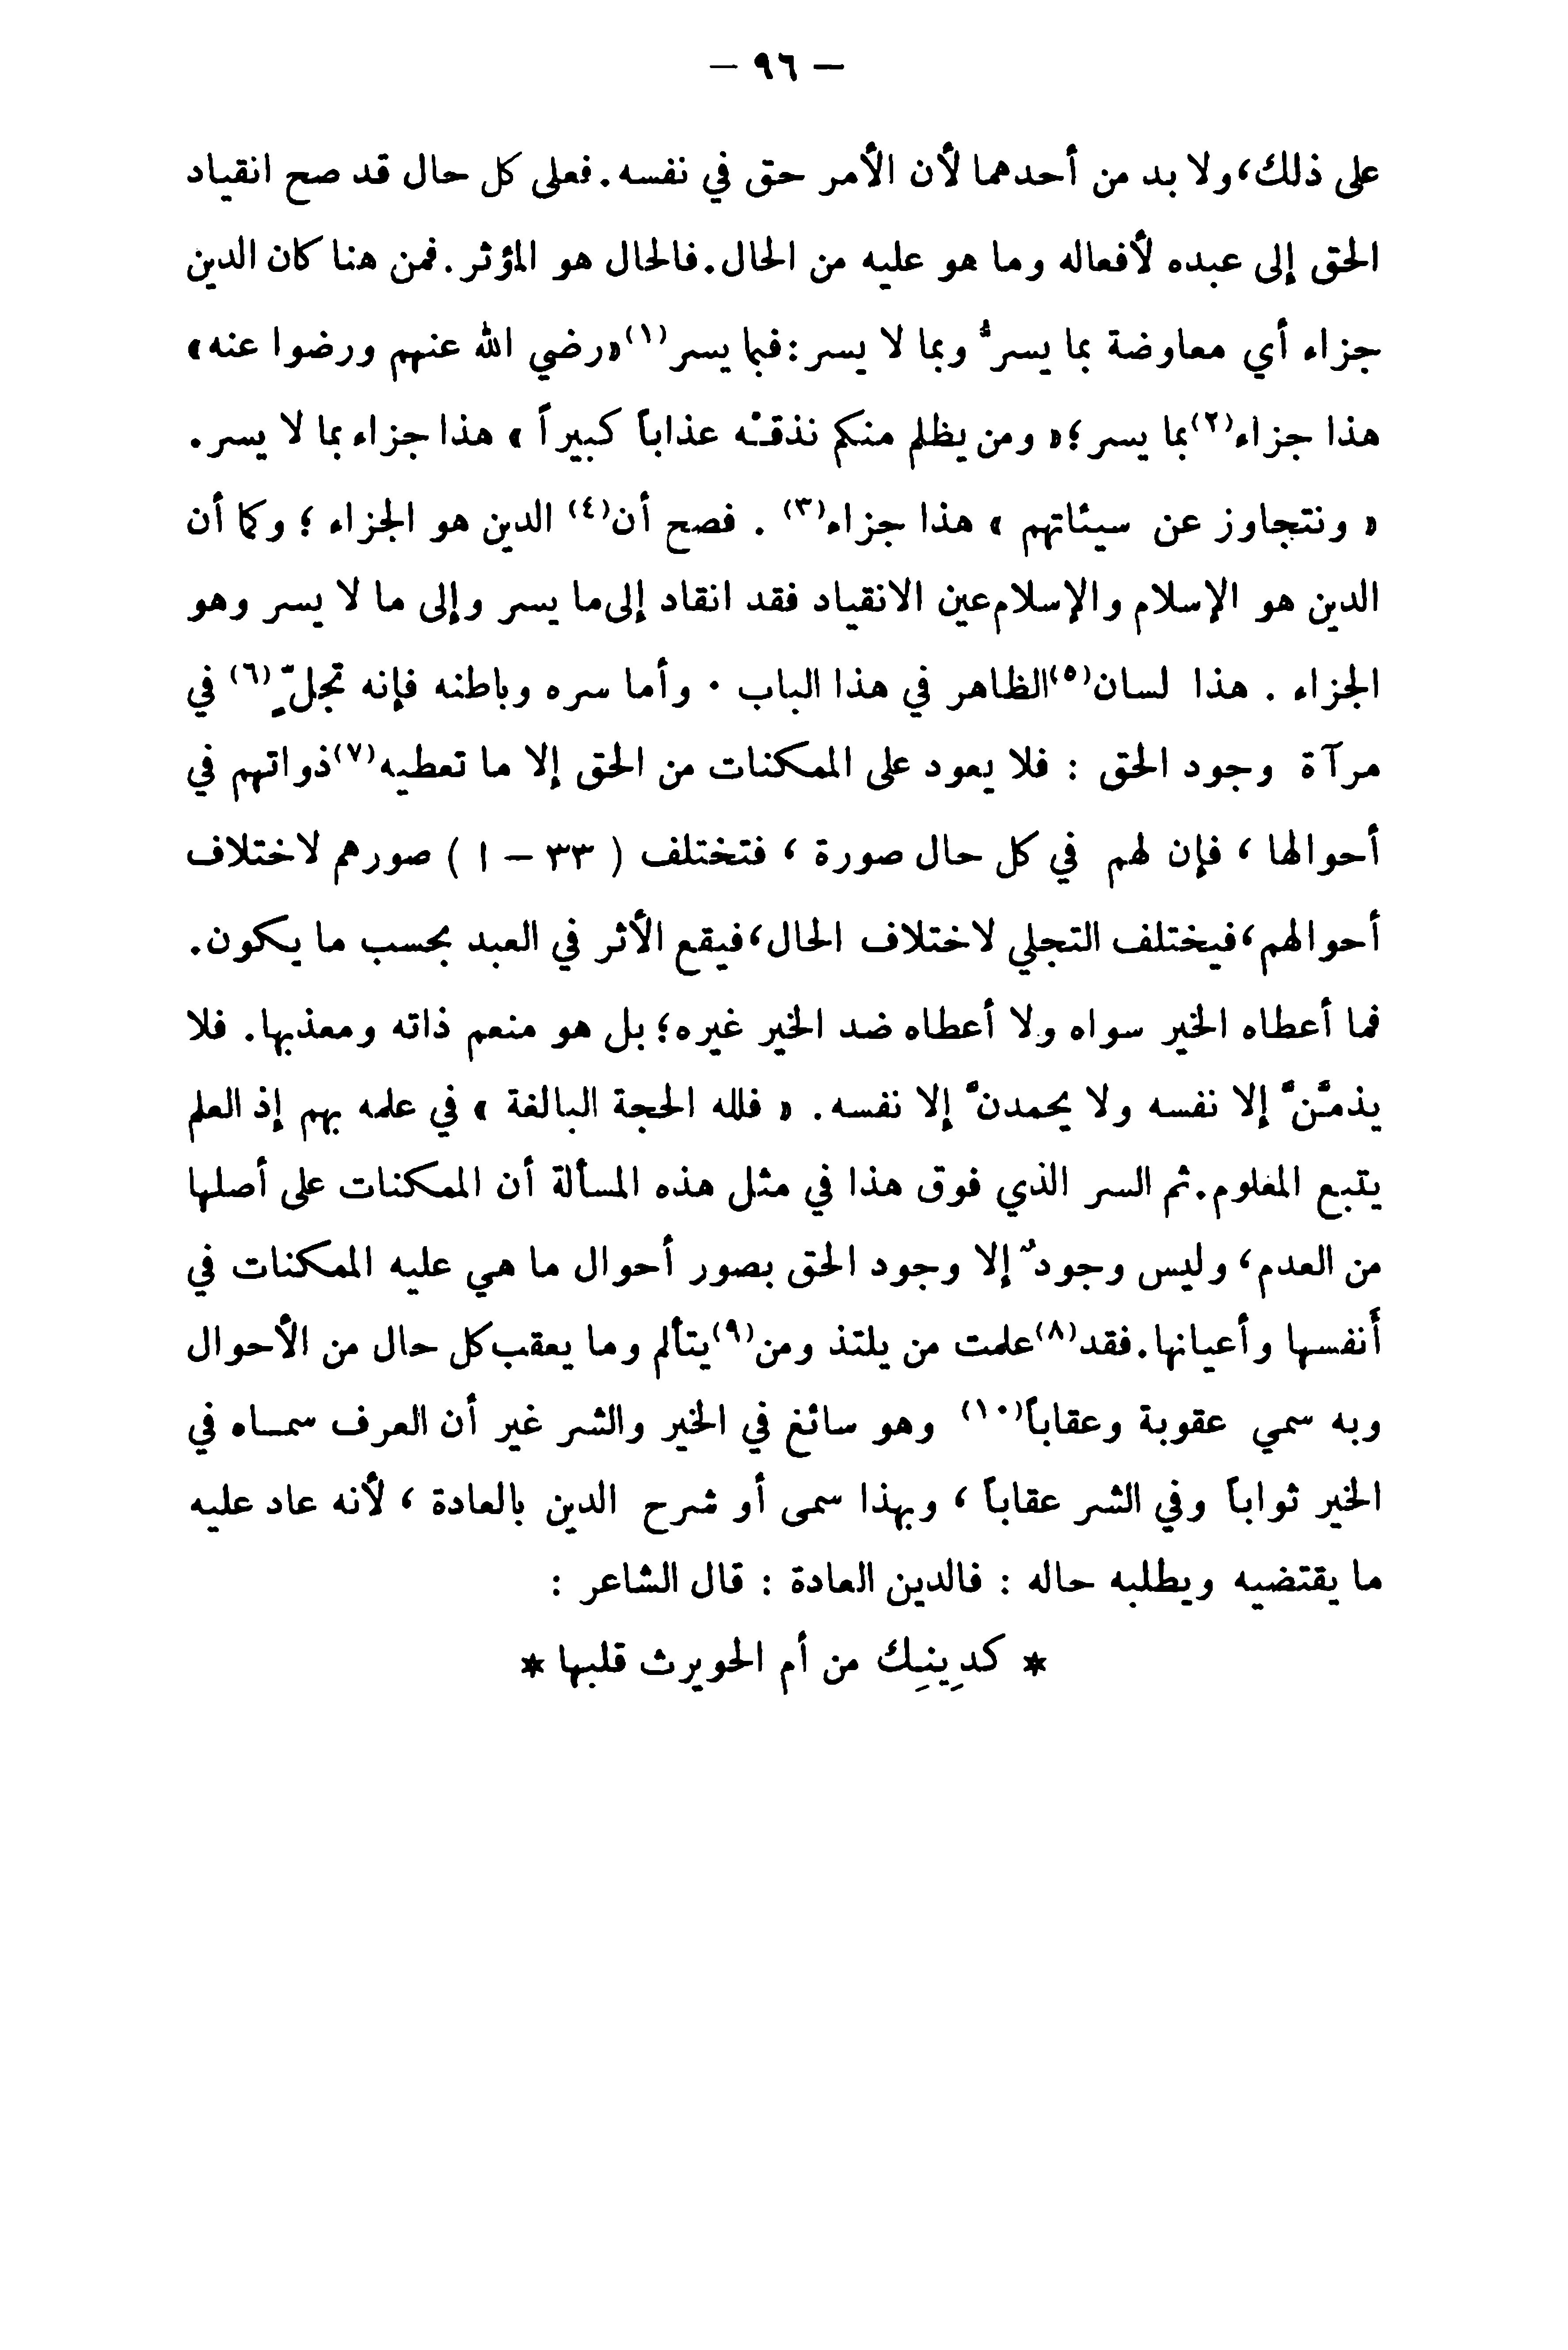 — ٩٦ —
على ذلك، ولا بد من أحدهما لأن الأمر حق في نفسه. فعلى كل حال قد صح انقياد
الحق إلى عبده لأفعاله وما هو عليه من الحال. فالحال هو المؤثر. فمن هنا كان الدين
جزاء أي معاوضة بما يسرُّ وبما لا يسر: فبما يسر(١) «رضي الله عنهم ورضوا عنه»
هذا جزاء(٢) بما يسر؛ « ومن يظلم منكم نذقْه عذاباً كبيراً » هذا جزاء بما لا يسر.
« ونتجاوز عن سيئاتهم » هذا جزاء(٣) . فصح أن(٤) الدين هو الجزاء ؛ وكما أن
الدين هو الإسلام والإسلام عين الانقياد فقد انقاد إلى ما يسر وإلى ما لا يسر وهو
الجزاء . هذا لسان(٥) الظاهر في هذا الباب . وأما سره وباطنه فإنه تجلٍّ(٦) في
مرآة وجود الحق : فلا يعود على الممكنات من الحق إلا ما تعطيه(٧) ذواتهم في
أحوالها ، فإن لهم في كل حال صورة ، فتختلف ( ٣٣ – ا ) صورهم لاختلاف
أحوالهم، فيختلف التجلي لاختلاف الحال، فيقع الأثر في العبد بحسب ما يكون.
فما أعطاه الخير سواه ولا أعطاه ضد الخير غيره؛ بل هو منعم ذاته ومعذبها. فلا
يذمَّنَّ إلا نفسه ولا يحمدنَّ إلا نفسه. « فلله الحجة البالغة » في علمه بهم إذ العلم
يتبع المعلوم. ثم السر الذي فوق هذا في مثل هذه المسألة أن الممكنات على أصلها
من العدم، وليس وجودٌ إلا وجود الحق بصور أحوال ما هي عليه الممكنات في
أنفسها وأعيانها. فقد(٨) علمت من يلتذ ومن(٩) يتألم وما يعقب كل حال من الأحوال
وبه سمي عقوبة وعقاباً(١٠) وهو سائغ في الخير والشر غير أن العرف سمـاه في
الخير ثواباً وفي الشر عقاباً ، وبهذا سمى أو شرح الدين بالعادة ، لأنه عاد عليه
ما يقتضيه ويطلبه حاله : فالدين العادة : قال الشاعر :
* كدِينِك من أم الحويرث قلبها *